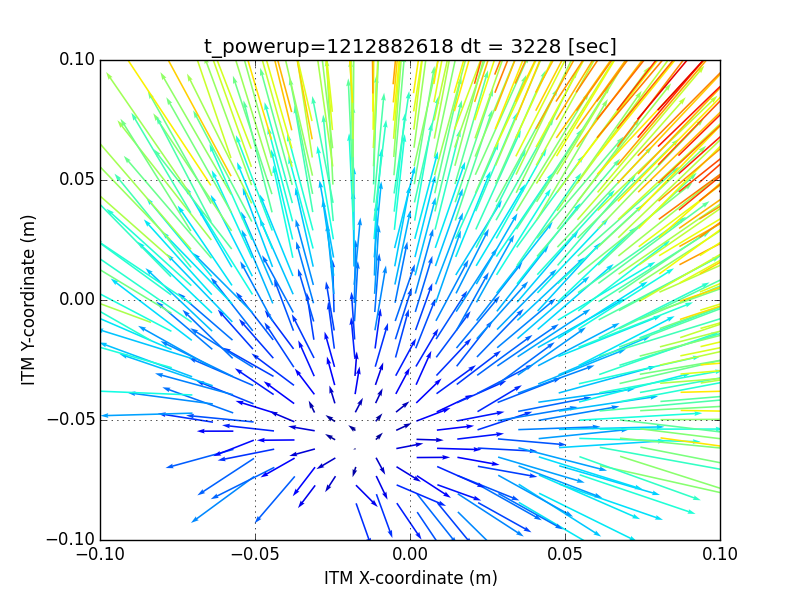 t_powerup=1212882618 dt = 3228 [sec]
0.10
0.05
0.00
−0.05
−0.10
ITM Y-coordinate (m)
−0.10 −0.05 0.00 0.05 0.10
ITM X-coordinate (m)